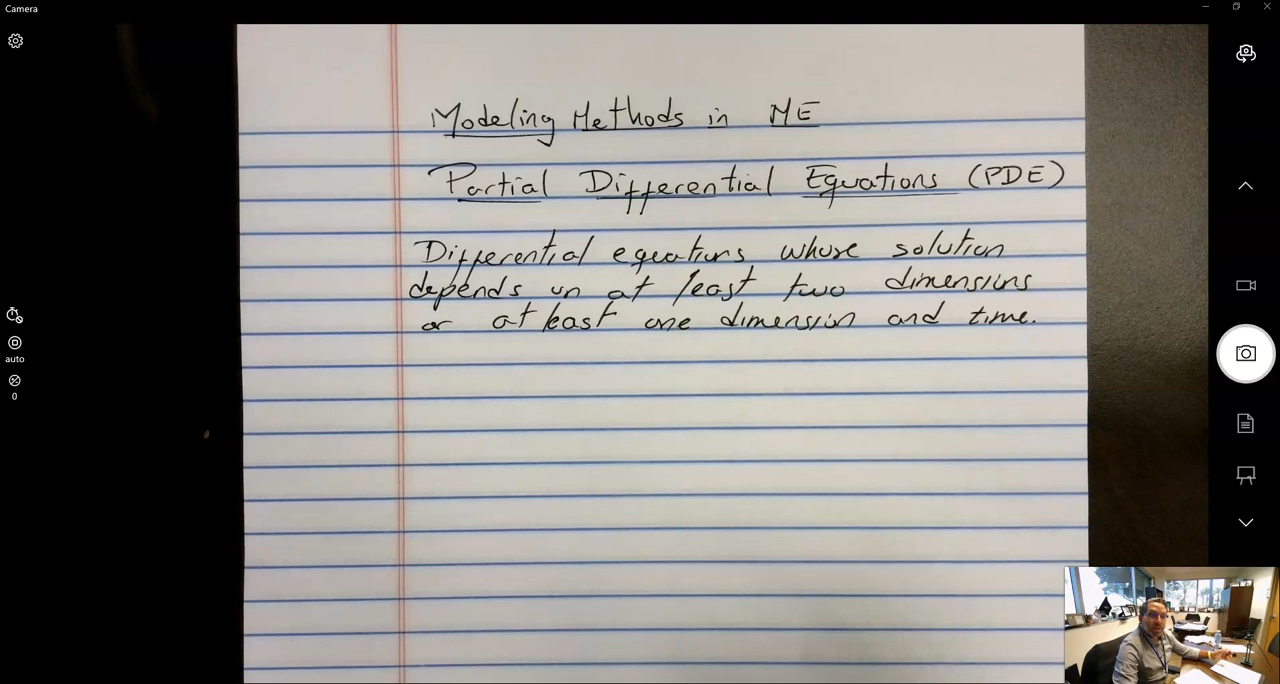 Camera
Modeling Methods in ME
Partial Differential Equations (PDE)
Differential equations whose solution
depends on at least two dimensions
or at least one dimension and time.
auto
0